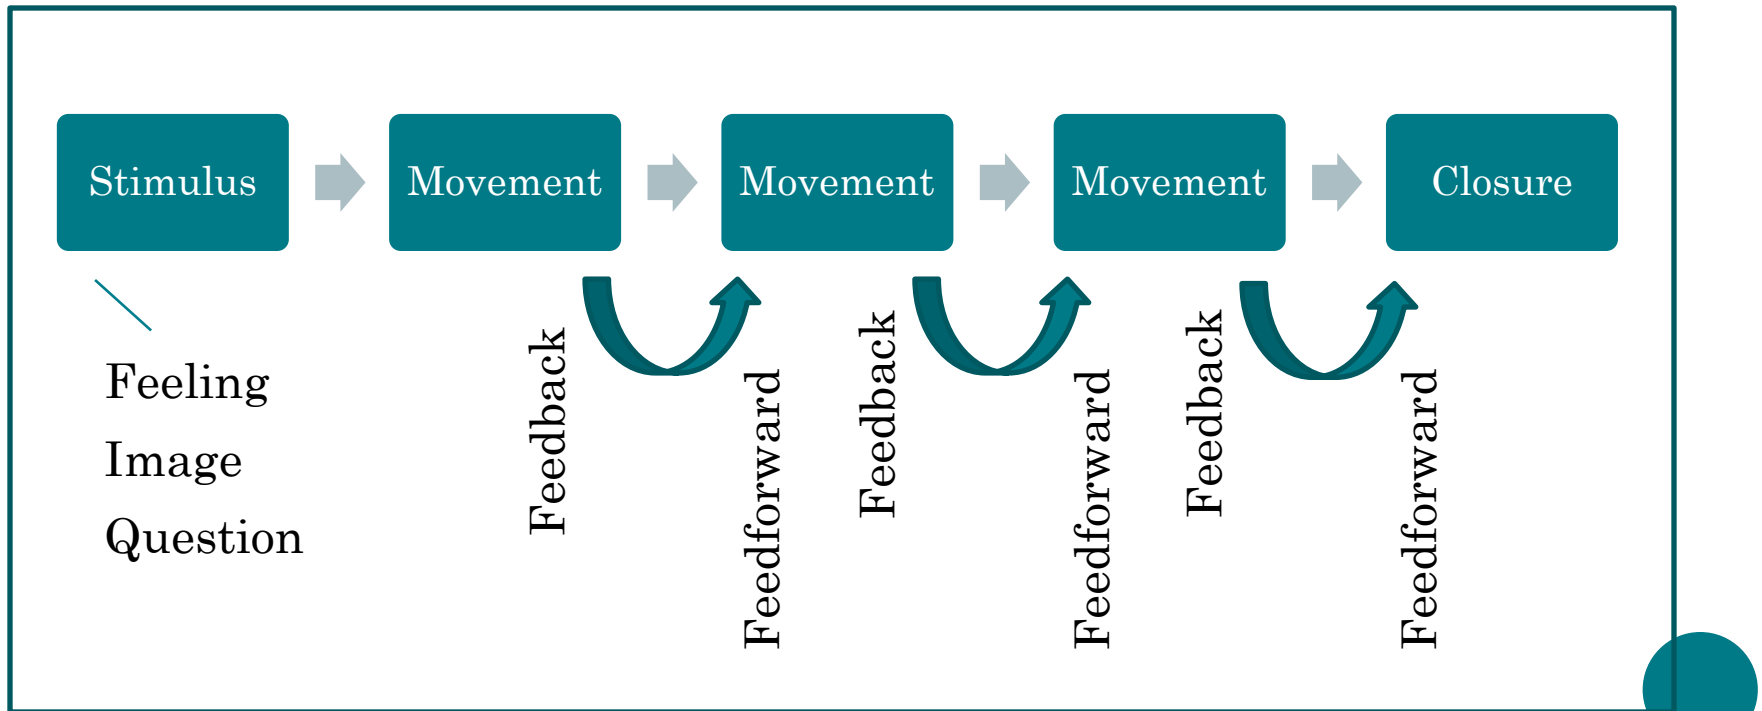 Stimulus
Movement
Movement
Movement
Closure
Feeling
Image
Question
Feedback
Feedforward
Feedback
Feedforward
Feedback
Feedforward